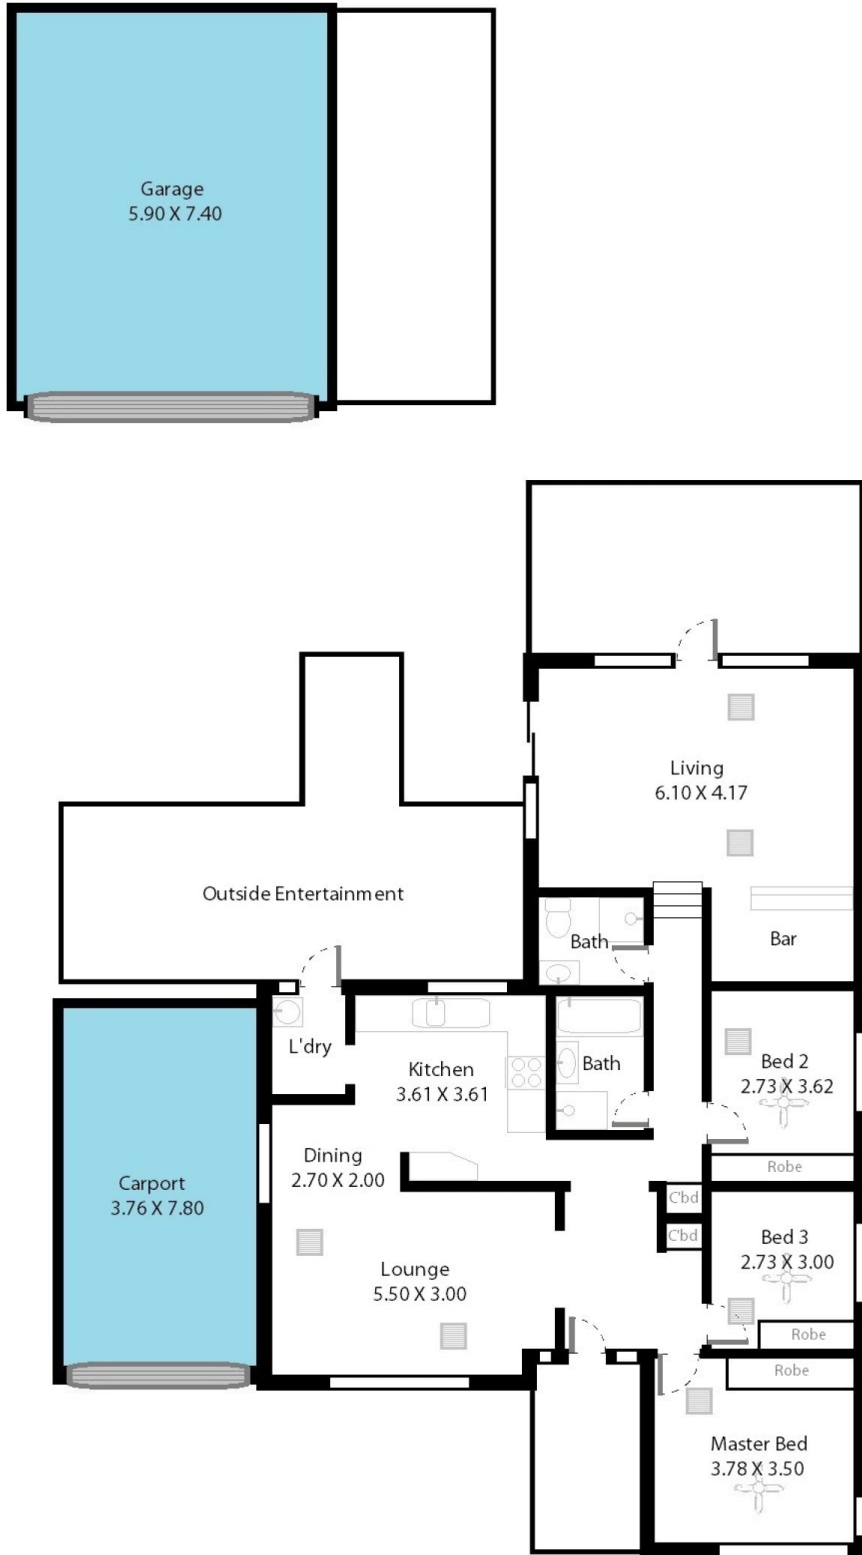 Garage
5.90 X 7.40
Living
6.10 X 4.17
Outside Entertainment
Bath
Bar
L'dry
Kitchen
3.61 X 3.61
Bath
Bed 2
2.73 X 3.62
Dining
2.70 X 2.00
Robe
Carport
3.76 X 7.80
C'bd
C'bd
Bed 3
2.73 X 3.00
Lounge
5.50 X 3.00
Robe
Robe
Master Bed
3.78 X 3.50